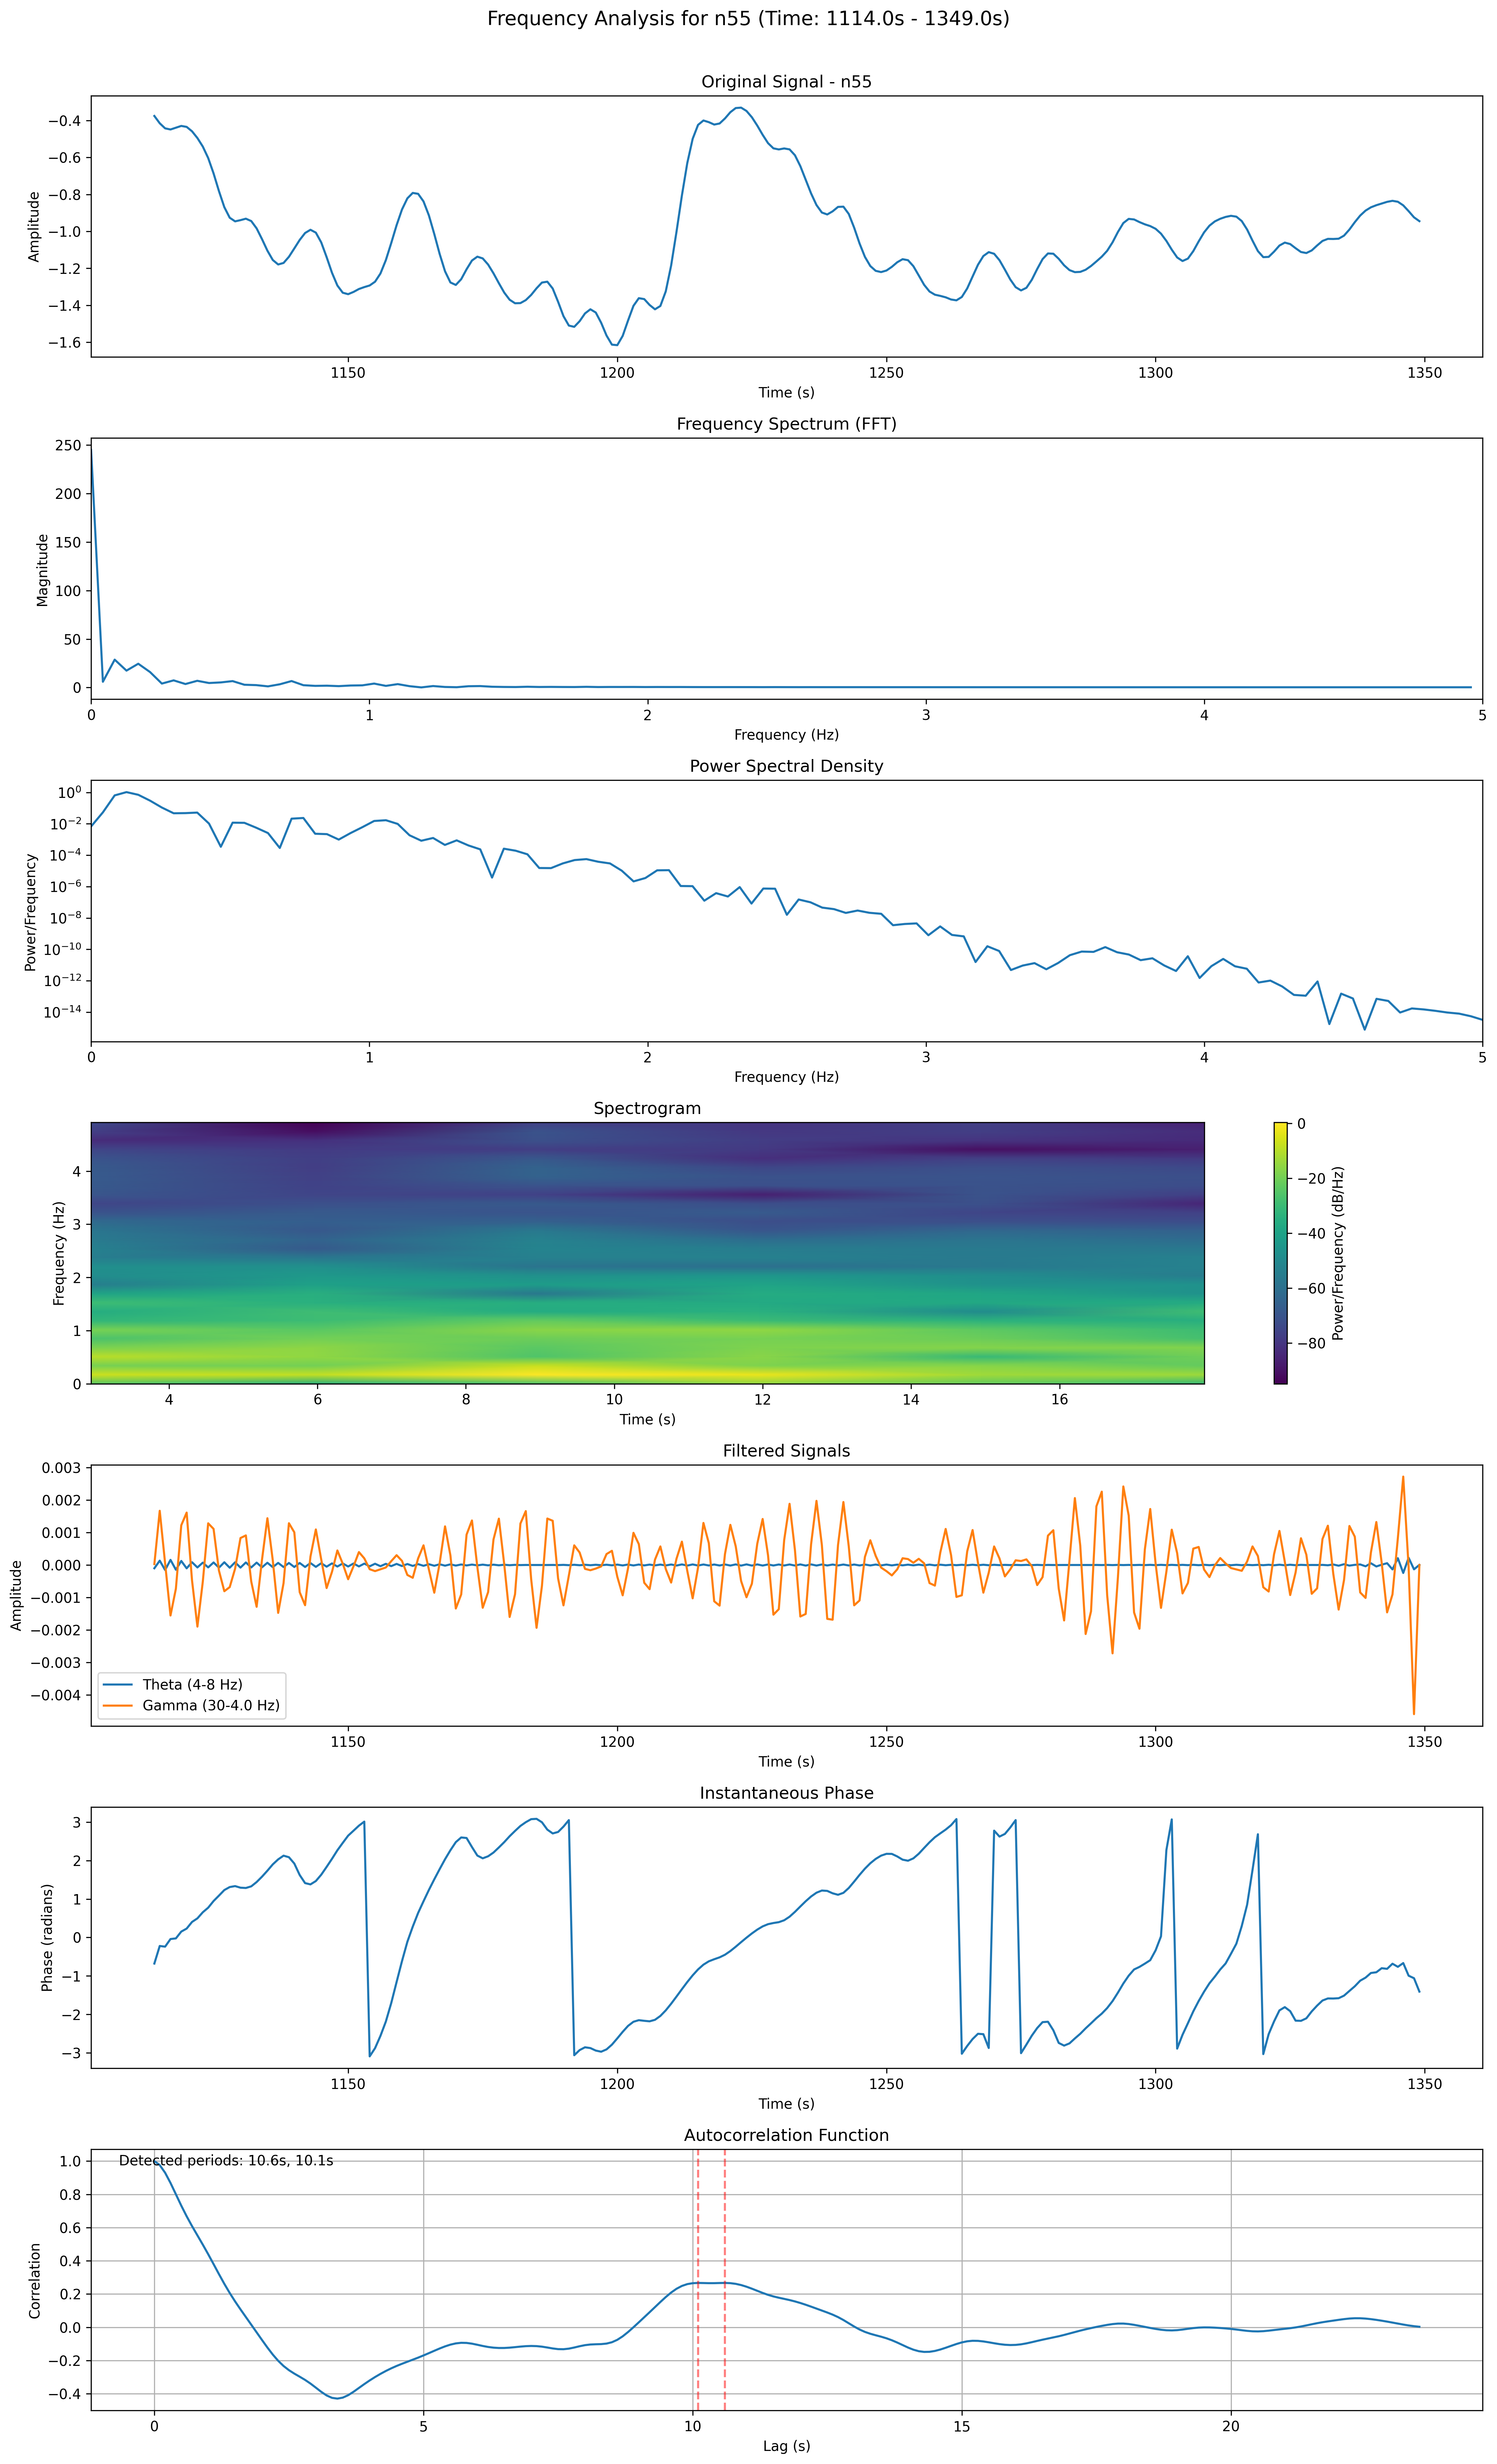 Frequency Analysis for n55 (Time: 1114.0s - 1349.0s)
Original Signal - n55
Amplitude
−0.4
−0.6
−0.8
−1.0
−1.2
−1.4
−1.6
1150 1200 1250 1300 1350
Time (s)
Frequency Spectrum (FFT)
Magnitude
250
200
150
100
50
0
0 1 2 3 4 5
Frequency (Hz)
Power Spectral Density
Power/Frequency
10⁰
10⁻²
10⁻⁴
10⁻⁶
10⁻⁸
10⁻¹⁰
10⁻¹²
10⁻¹⁴
0 1 2 3 4 5
Frequency (Hz)
Spectrogram
Frequency (Hz)
4
3
2
1
0
4 6 8 10 12 14 16
Time (s)
0
−20
−40
−60
−80
Power/Frequency (dB/Hz)
Filtered Signals
Amplitude
0.003
0.002
0.001
0.000
−0.001
−0.002
−0.003
−0.004
Theta (4-8 Hz)
Gamma (30-4.0 Hz)
1150 1200 1250 1300 1350
Time (s)
Instantaneous Phase
Phase (radians)
3
2
1
0
−1
−2
−3
1150 1200 1250 1300 1350
Time (s)
Autocorrelation Function
Detected periods: 10.6s, 10.1s
Correlation
1.0
0.8
0.6
0.4
0.2
0.0
−0.2
−0.4
0 5 10 15 20
Lag (s)